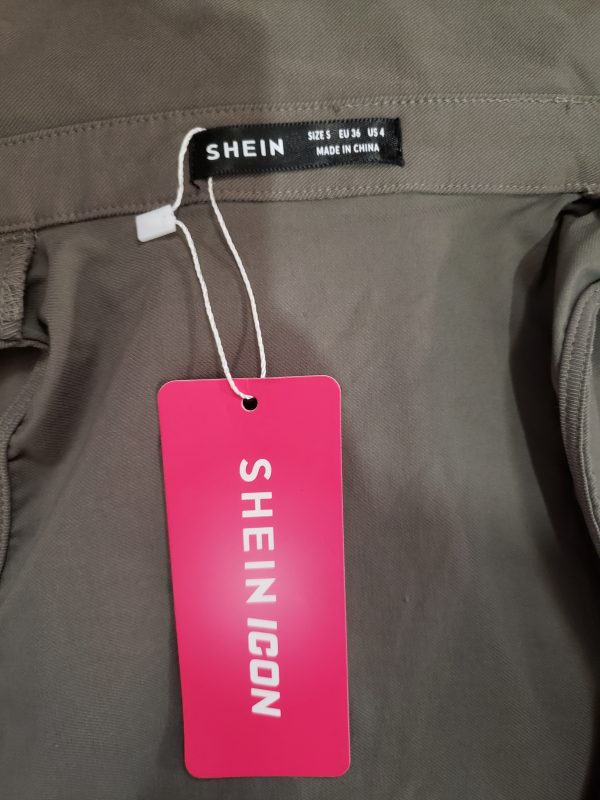 SHEIN
SIZE S EU 36 US 4
MADE IN CHINA
SHEIN ICON